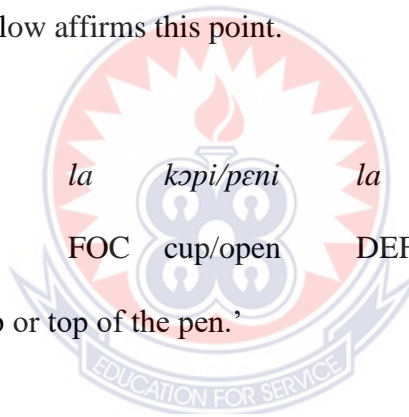 low affirms this point.
la kɔpi/pɛni la
FOC cup/open DEF
o or top of the pen.’
EDUCATION FOR SERVICE